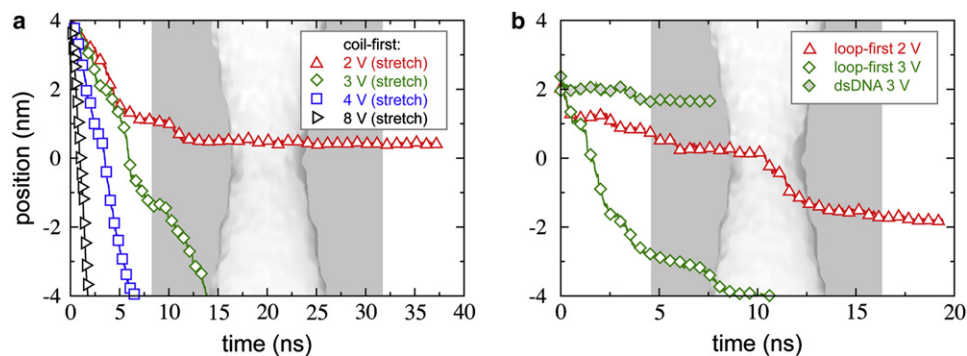 a
position (nm)
4
2
0
-2
-4
0
5
10
15
20
25
30
35
40
time (ns)
coil-first:
2 V (stretch)
3 V (stretch)
4 V (stretch)
8 V (stretch)
b
4
2
0
-2
-4
0
5
10
15
20
time (ns)
loop-first 2 V
loop-first 3 V
dsDNA 3 V